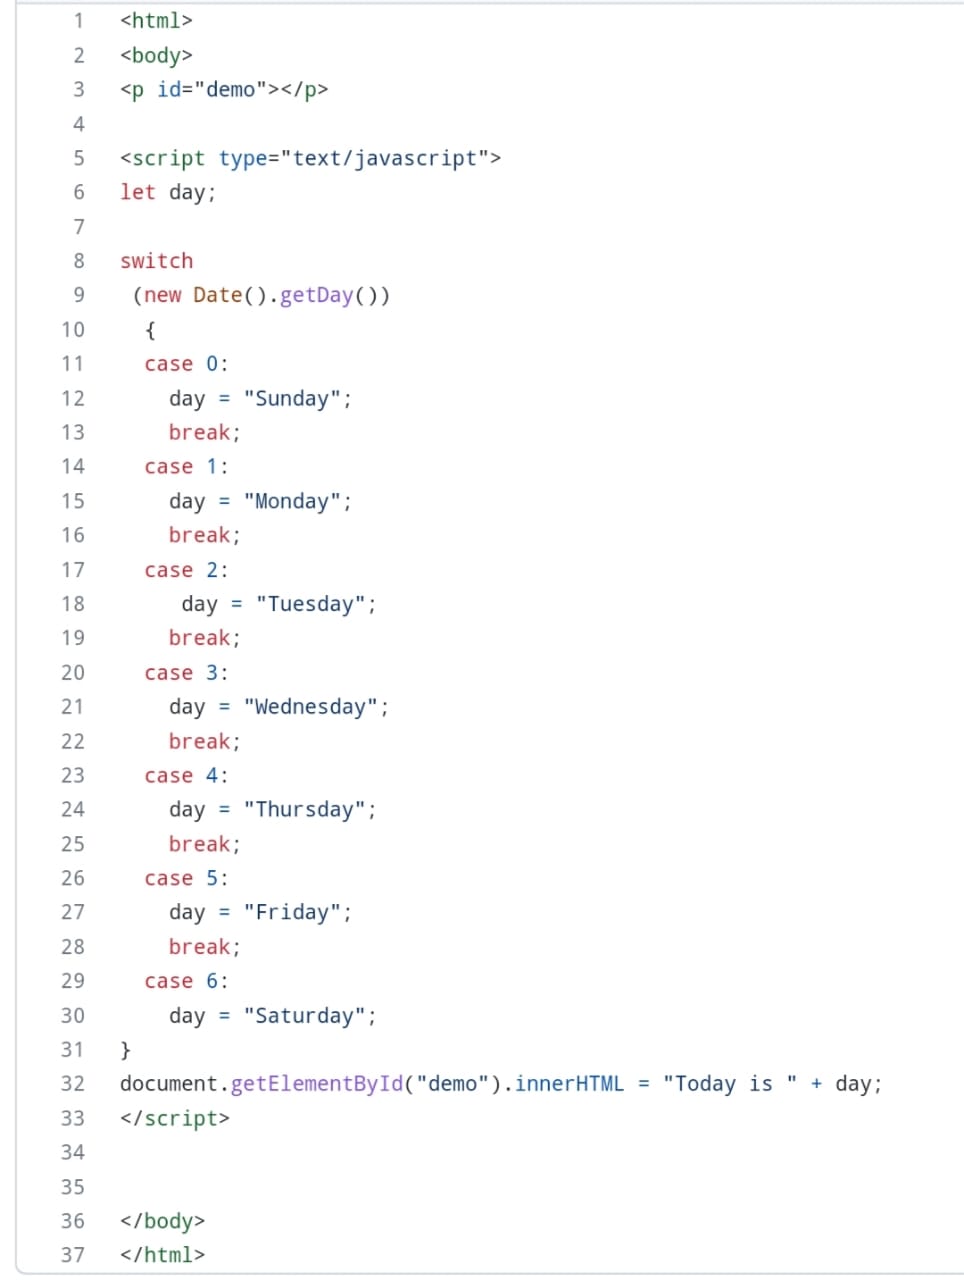 1 <html>
2 <body>
3 <p id="demo"></p>
4
5 <script type="text/javascript">
6 let day;
7
8 switch
9  (new Date().getDay())
10   {
11   case 0:
12     day = "Sunday";
13     break;
14   case 1:
15     day = "Monday";
16     break;
17   case 2:
18      day = "Tuesday";
19     break;
20   case 3:
21     day = "Wednesday";
22     break;
23   case 4:
24     day = "Thursday";
25     break;
26   case 5:
27     day = "Friday";
28     break;
29   case 6:
30     day = "Saturday";
31 }
32 document.getElementById("demo").innerHTML = "Today is " + day;
33 </script>
34
35
36 </body>
37 </html>